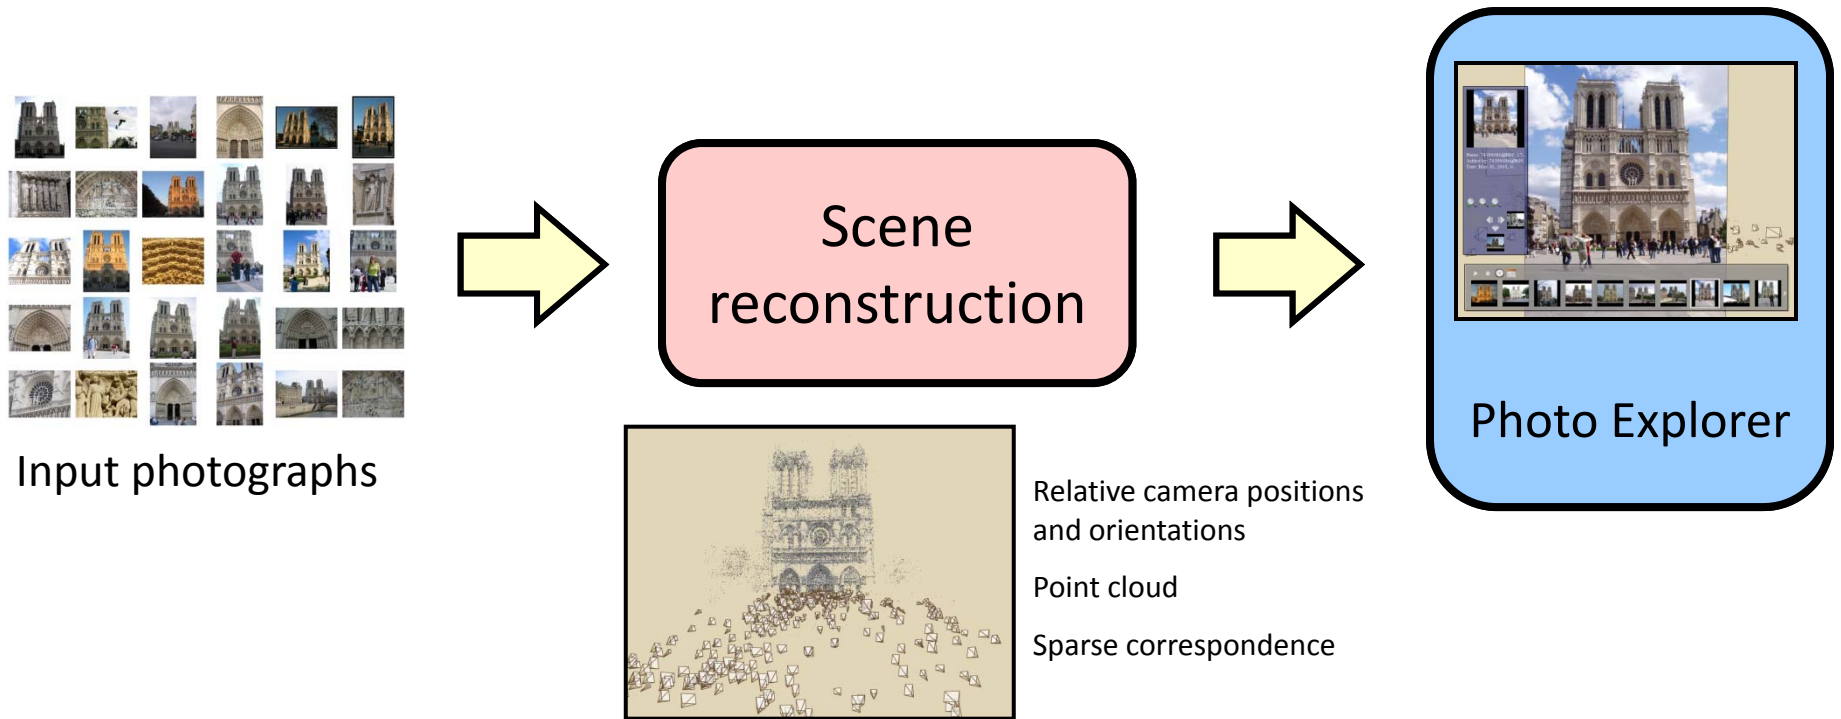 Input photographs
Scene
reconstruction
Relative camera positions
and orientations
Point cloud
Sparse correspondence
Photo Explorer